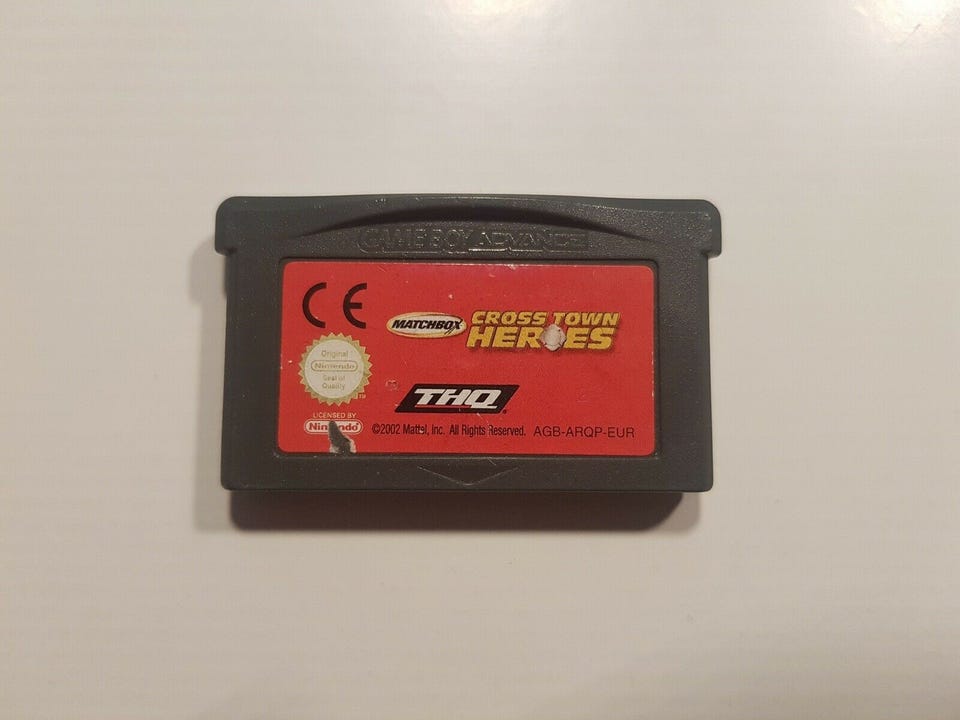 GAME BOY ADVANCE
CE
MATCHBOX
CROSS TOWN
HEROES
Original
Nintendo
Seal of
Quality
TM
THQ
LICENSED BY
Nintendo
©2002 Mattel, Inc. All Rights Reserved. AGB-ARQP-EUR